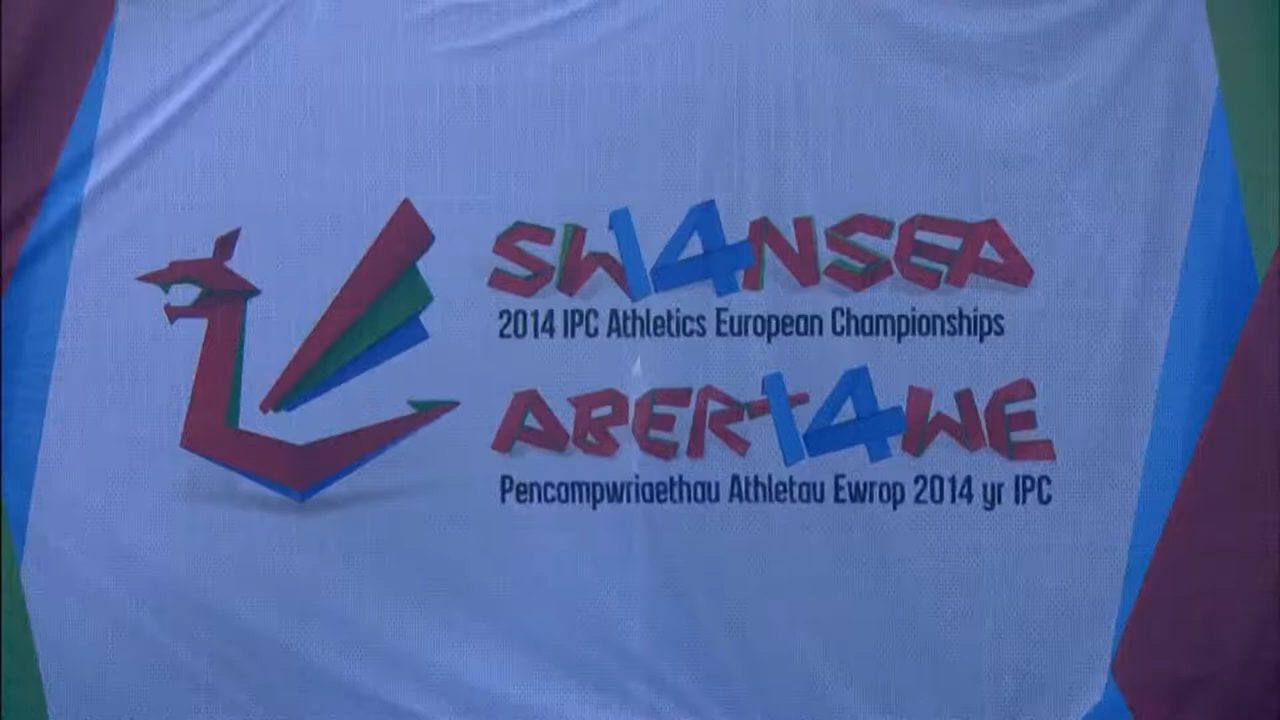 SW14NSEA
2014 IPC Athletics European Championships
ABERT14WE
Pencampwriaethau Athletau Ewrop 2014 yr IPC